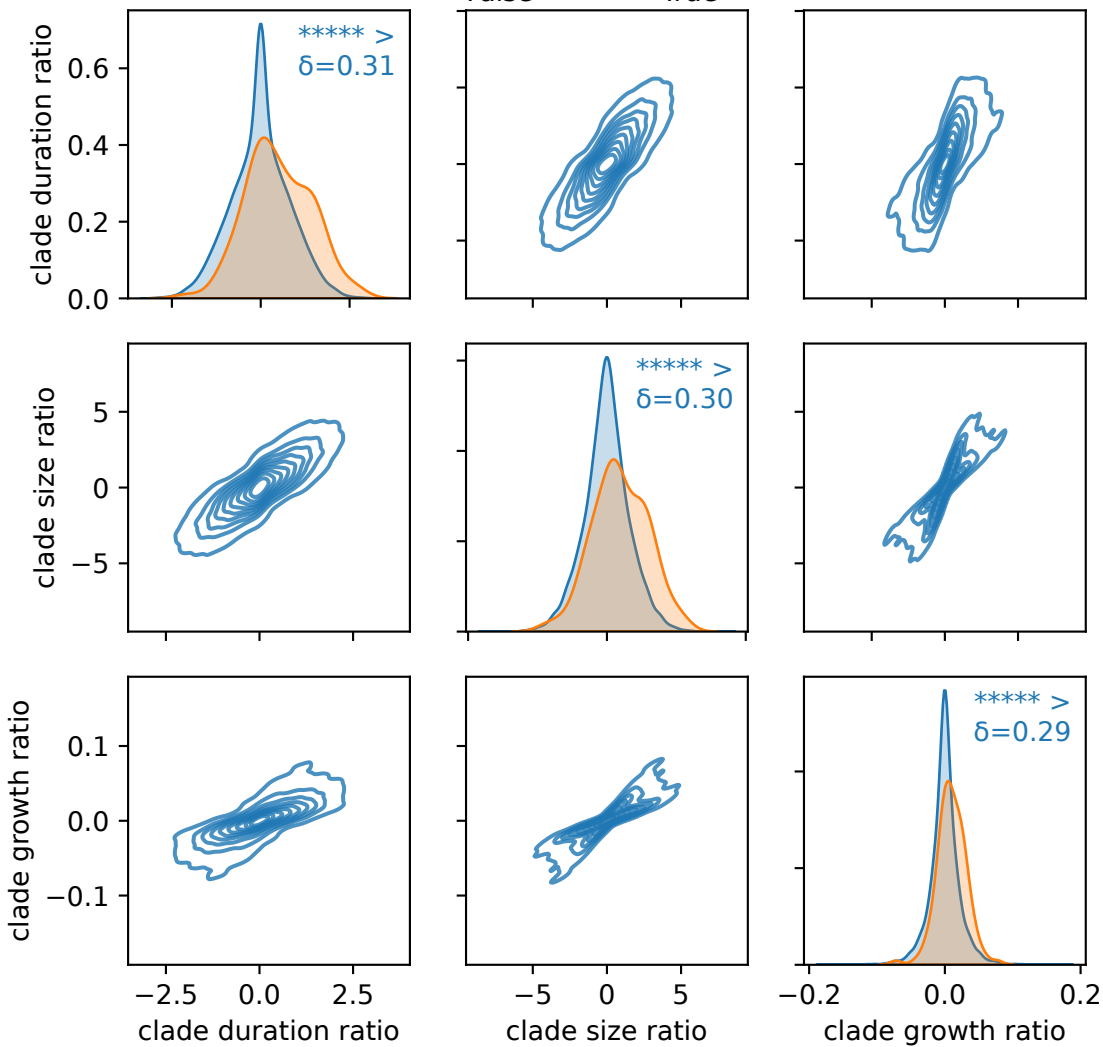 clade duration ratio
0.6
0.4
0.2
0.0
***** >
δ=0.31
clade size ratio
5
0
−5
***** >
δ=0.30
clade growth ratio
0.1
0.0
−0.1
***** >
δ=0.29
−2.5 0.0 2.5
−5 0 5
−0.2 0.0 0.2
clade duration ratio
clade size ratio
clade growth ratio